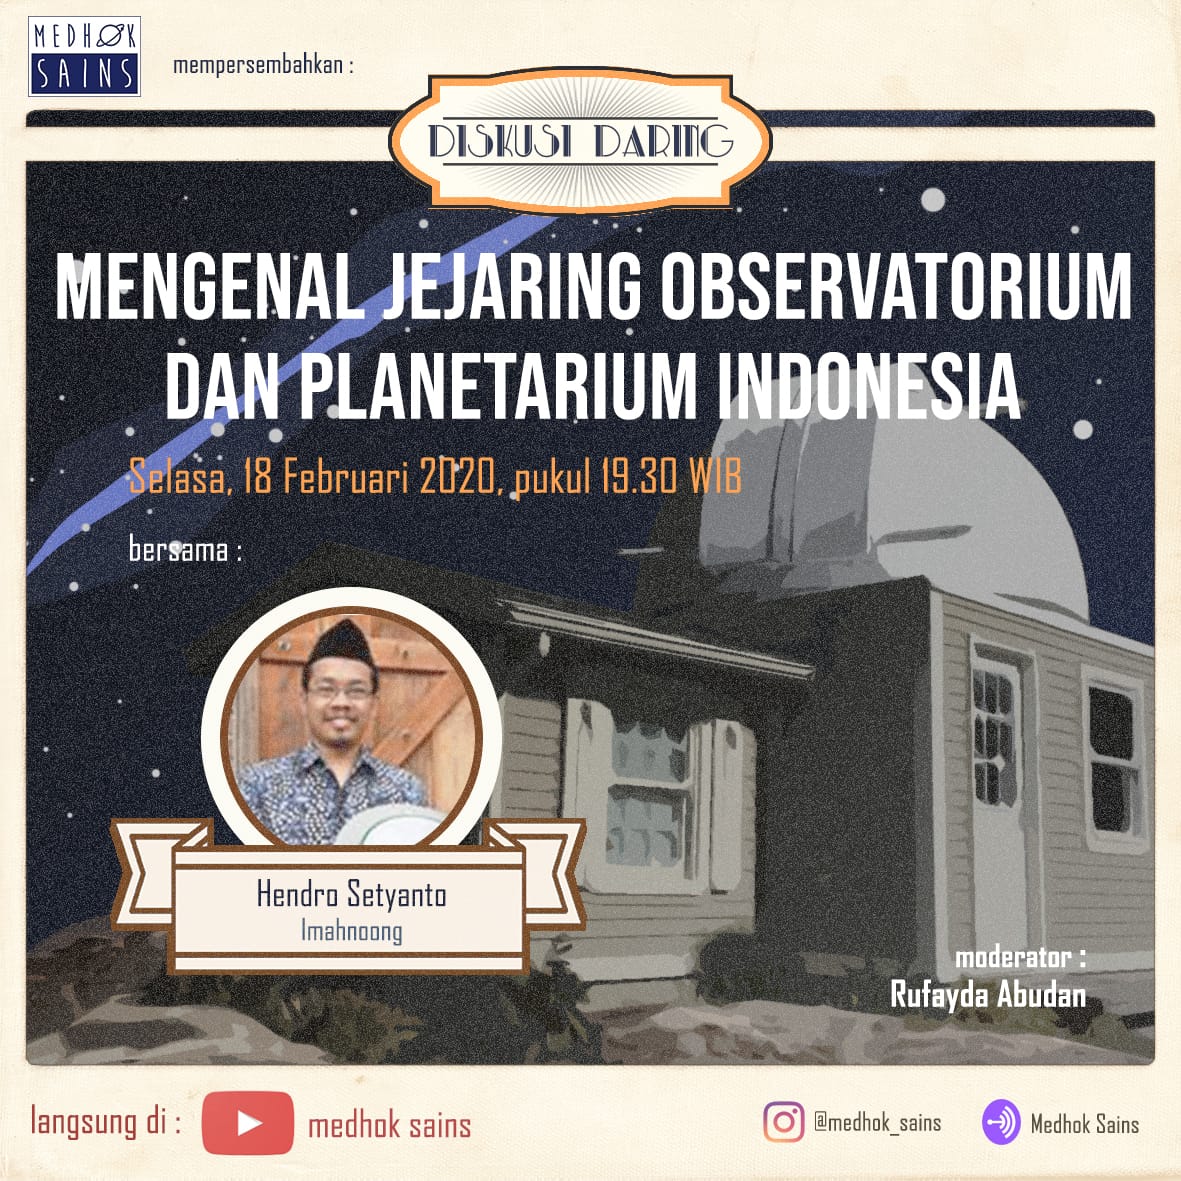 MEDHOK
SAINS
mempersembahkan :
DISKUSI DARING
MENGENAL JEJARING OBSERVATORIUM
DAN PLANETARIUM INDONESIA
Selasa, 18 Februari 2020, pukul 19.30 WIB
bersama :
Hendro Setyanto
Imahnoong
moderator :
Rufayda Abudan
langsung di :
medhok sains
@medhok_sains
Medhok Sains